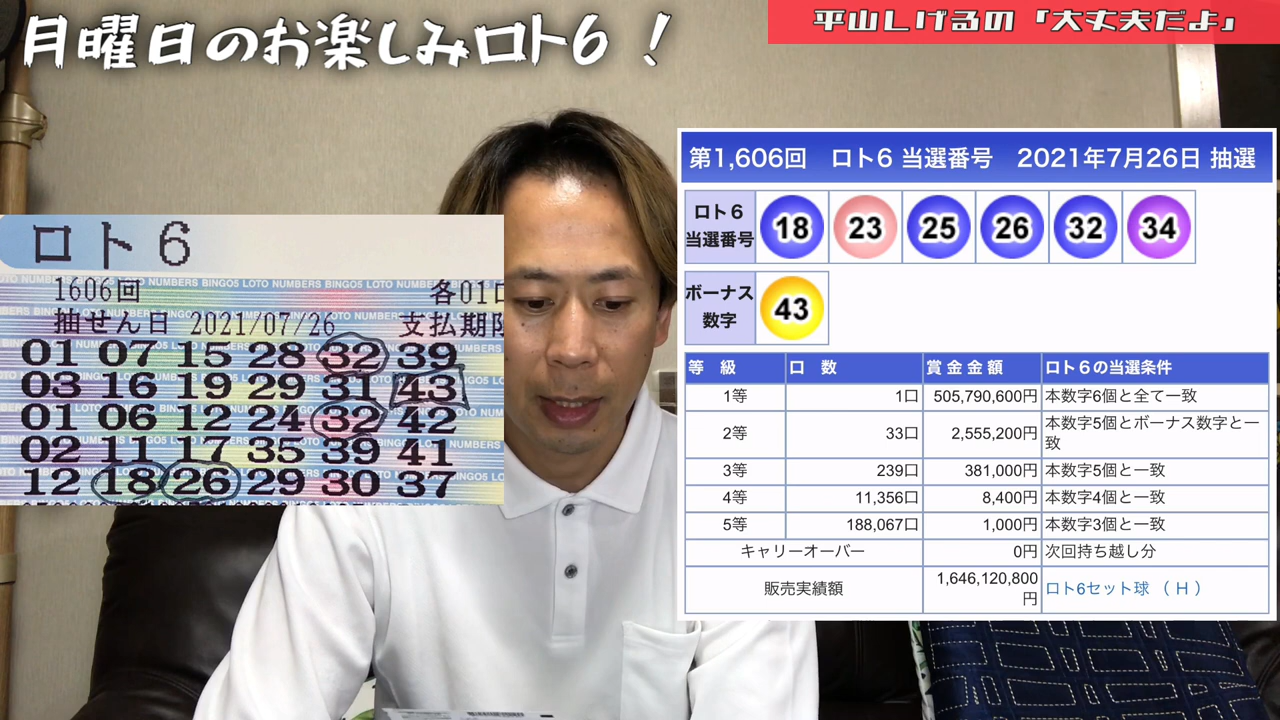 月曜日のお楽しみロト6！
平山しげるの「大丈夫だよ」
ロト6
LOTO NUMBERS BINGO5 LOTO NUMBERS BINGO5 LOTO NUMBERS BINGO5 LOTO
1606回 各01口
抽せん日 2021/07/26 支払期限
01 07 15 28 32 39
03 16 19 29 31 43
01 06 12 24 32 42
02 11 17 35 39 41
12 18 26 29 30 37
第1,606回 ロト6 当選番号 2021年7月26日 抽選
ロト6
当選番号
18 23 25 26 32 34
ボーナス
数字
43
等 級 口 数 賞 金 金 額 ロト６の当選条件
1等 1口 505,790,600円 本数字6個と全て一致
2等 33口 2,555,200円 本数字5個とボーナス数字と一
致
3等 239口 381,000円 本数字5個と一致
4等 11,356口 8,400円 本数字4個と一致
5等 188,067口 1,000円 本数字3個と一致
キャリーオーバー 0円 次回持ち越し分
販売実績額 1,646,120,800
円 ロト6セット球 （ H ）